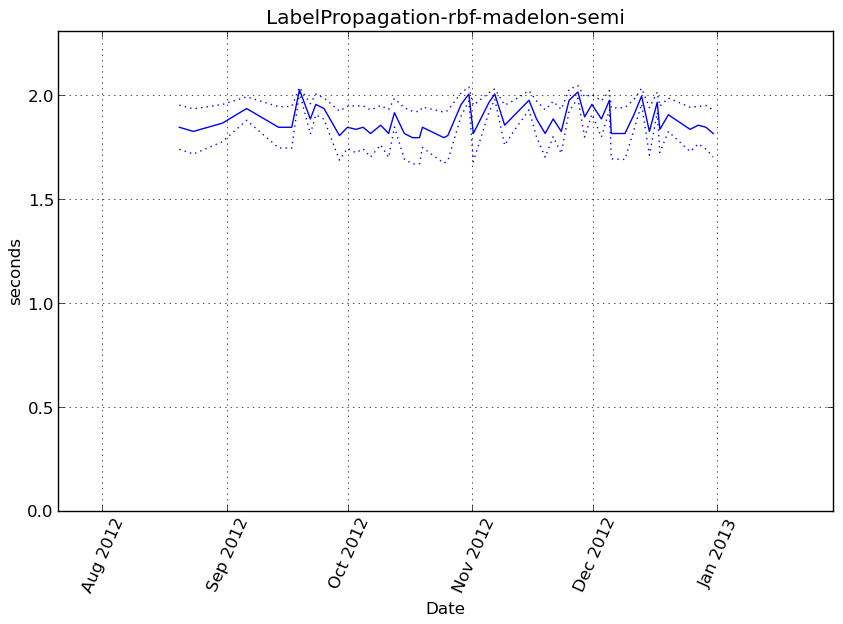 LabelPropagation-rbf-madelon-semi
2.0
1.5
1.0
0.5
0.0
seconds
Aug 2012
Sep 2012
Oct 2012
Nov 2012
Dec 2012
Jan 2013
Date